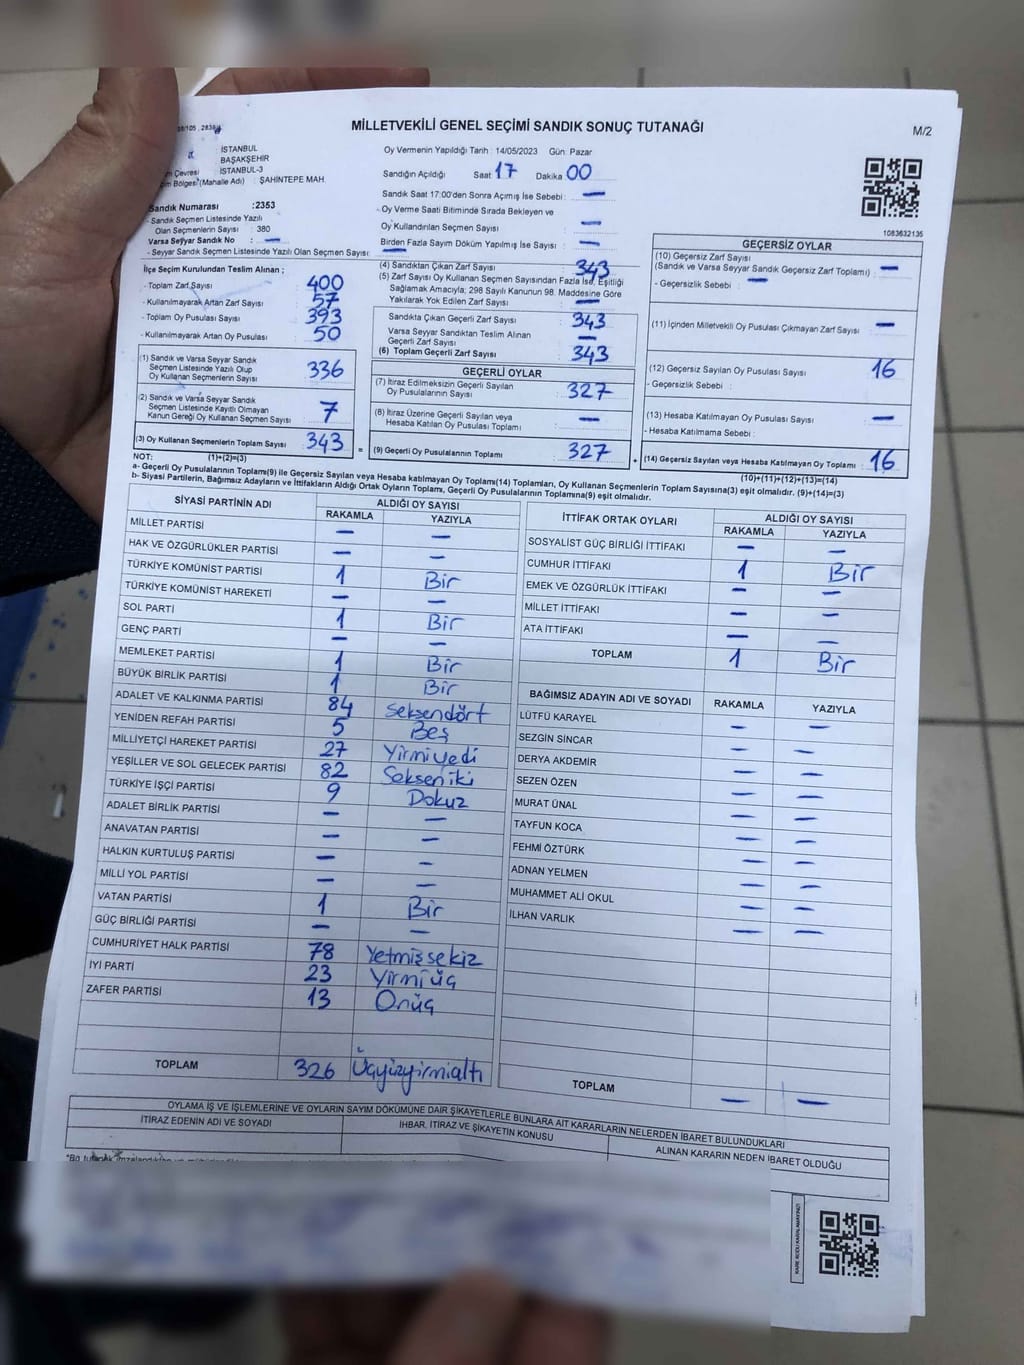 MİLLETVEKİLİ GENEL SEÇİMİ SANDIK SONUÇ TUTANAĞI
M/2
İSTANBUL
BAŞAKŞEHİR
Çevresi İSTANBUL-3
Bölgesi (Mahalle Adı) : ŞAHİNTEPE MAH.
Sandık Numarası :2353
- Sandık Seçmen Listesinde Yazılı
Olan Seçmenlerin Sayısı : 380
Varsa Seyyar Sandık No : —
- Seyyar Sandık Seçmen Listesinde Yazılı Olan Seçmen Sayısı: —
Oy Vermenin Yapıldığı Tarih : 14/05/2023 Gün: Pazar
Sandığın Açıldığı Saat 17 Dakika 00
Sandık Saat 17:00'den Sonra Açımış İse Sebebi : —
- Oy Verme Saati Bitiminde Sırada Bekleyen ve
Oy Kullandırılan Seçmen Sayısı : —
Birden Fazla Sayım Döküm Yapılmış İse Sayısı : —
1083632135
İlçe Seçim Kurulundan Teslim Alınan ;
- Toplam Zarf Sayısı : 400
- Kullanılmayarak Artan Zarf Sayısı : 57
- Toplam Oy Pusulası Sayısı : 393
- Kullanılmayarak Artan Oy Pusulası : 50
(1) Sandık ve Varsa Seyyar Sandık
Seçmen Listesinde Yazılı Olup
Oy Kullanan Seçmenlerin Sayısı : 336
(2) Sandık ve Varsa Seyyar Sandık
Seçmen Listesinde Kayıtlı Olmayan
Kanun Gereği Oy Kullanan Seçmen Sayısı : 7
(3) Oy Kullanan Seçmenlerin Toplam Sayısı : 343 =
(1)+(2)=(3)
(4) Sandıktan Çıkan Zarf Sayısı : 343
(5) Zarf Sayısı Oy Kullanan Seçmen Sayısından Fazla İse, Eşitliği
Sağlamak Amacıyla; 298 Sayılı Kanunun 98. Maddesine Göre
Yakılarak Yok Edilen Zarf Sayısı : —
Sandıkta Çıkan Geçerli Zarf Sayısı : 343
Varsa Seyyar Sandıktan Teslim Alınan
Geçerli Zarf Sayısı : —
(6) Toplam Geçerli Zarf Sayısı : 343
GEÇERLİ OYLAR
(7) İtiraz Edilmeksizin Geçerli Sayılan
Oy Pusulalarının Sayısı : 327
(8) İtiraz Üzerine Geçerli Sayılan veya
Hesaba Katılan Oy Pusulası Toplamı : —
(9) Geçerli Oy Pusulalarının Toplamı : 327 +
GEÇERSİZ OYLAR
(10) Geçersiz Zarf Sayısı
(Sandık ve Varsa Seyyar Sandık Geçersiz Zarf Toplamı) : —
- Geçersizlik Sebebi : —
(11) İçinden Milletvekili Oy Pusulası Çıkmayan Zarf Sayısı : —
(12) Geçersiz Sayılan Oy Pusulası Sayısı : 16
- Geçersizlik Sebebi :
(13) Hesaba Katılmayan Oy Pusulası Sayısı : —
- Hesaba Katılmama Sebebi :
(14) Geçersiz Sayılan veya Hesaba Katılmayan Oy Toplamı : 16
(10)+(11)+(12)+(13)=(14)
NOT:
a- Geçerli Oy Pusulalarının Toplamı(9) ile Geçersiz Sayılan veya Hesaba katılmayan Oy Toplam(14) Toplamları, Oy Kullanan Seçmenlerin Toplam Sayısına(3) eşit olmalıdır. (9)+(14)=(3)
b- Siyasi Partilerin, Bağımsız Adayların ve İttifakların Aldığı Ortak Oyların Toplamı, Geçerli Oy Pusulalarının Toplamına(9) eşit olmalıdır.
SİYASİ PARTİNİN ADI ALDIĞI OY SAYISI
RAKAMLA YAZIYLA
MİLLET PARTİSİ — —
HAK VE ÖZGÜRLÜKLER PARTİSİ — —
TÜRKİYE KOMÜNİST PARTİSİ 1 Bir
TÜRKİYE KOMÜNİST HAREKETİ — —
SOL PARTİ 1 Bir
GENÇ PARTİ — —
MEMLEKET PARTİSİ 1 Bir
BÜYÜK BİRLİK PARTİSİ 1 Bir
ADALET VE KALKINMA PARTİSİ 84 Seksendört
YENİDEN REFAH PARTİSİ 5 Beş
MİLLİYETÇİ HAREKET PARTİSİ 27 Yirmiyedi
YEŞİLLER VE SOL GELECEK PARTİSİ 82 Sekseniki
TÜRKİYE İŞÇİ PARTİSİ 9 Dokuz
ADALET BİRLİK PARTİSİ — —
ANAVATAN PARTİSİ — —
HALKIN KURTULUŞ PARTİSİ — —
MİLLİ YOL PARTİSİ — —
VATAN PARTİSİ 1 Bir
GÜÇ BİRLİĞİ PARTİSİ — —
CUMHURİYET HALK PARTİSİ 78 Yetmişsekiz
İYİ PARTİ 23 Yirmiüç
ZAFER PARTİSİ 13 Onüç
TOPLAM 326 Üçyüzyirmialtı
İTTİFAK ORTAK OYLARI ALDIĞI OY SAYISI
RAKAMLA YAZIYLA
SOSYALİST GÜÇ BİRLİĞİ İTTİFAKI — —
CUMHUR İTTİFAKI 1 Bir
EMEK VE ÖZGÜRLÜK İTTİFAKI — —
MİLLET İTTİFAKI — —
ATA İTTİFAKI — —
TOPLAM 1 Bir
BAĞIMSIZ ADAYIN ADI VE SOYADI RAKAMLA YAZIYLA
LÜTFÜ KARAYEL — —
SEZGİN SİNCAR — —
DERYA AKDEMİR — —
SEZEN ÖZEN — —
MURAT ÜNAL — —
TAYFUN KOCA — —
FEHMİ ÖZTÜRK — —
ADNAN YELMEN — —
MUHAMMET ALİ OKUL — —
İLHAN VARLIK — —
TOPLAM — —
OYLAMA İŞ VE İŞLEMLERİNE VE OYLARIN SAYIM DÖKÜMÜNE DAİR ŞİKAYETLERLE BUNLARA AİT KARARLARIN NELERDEN İBARET BULUNDUKLARI
İTİRAZ EDENİN ADI VE SOYADI İHBAR, İTİRAZ VE ŞİKAYETİN KONUSU ALINAN KARARIN NEDEN İBARET OLDUĞU